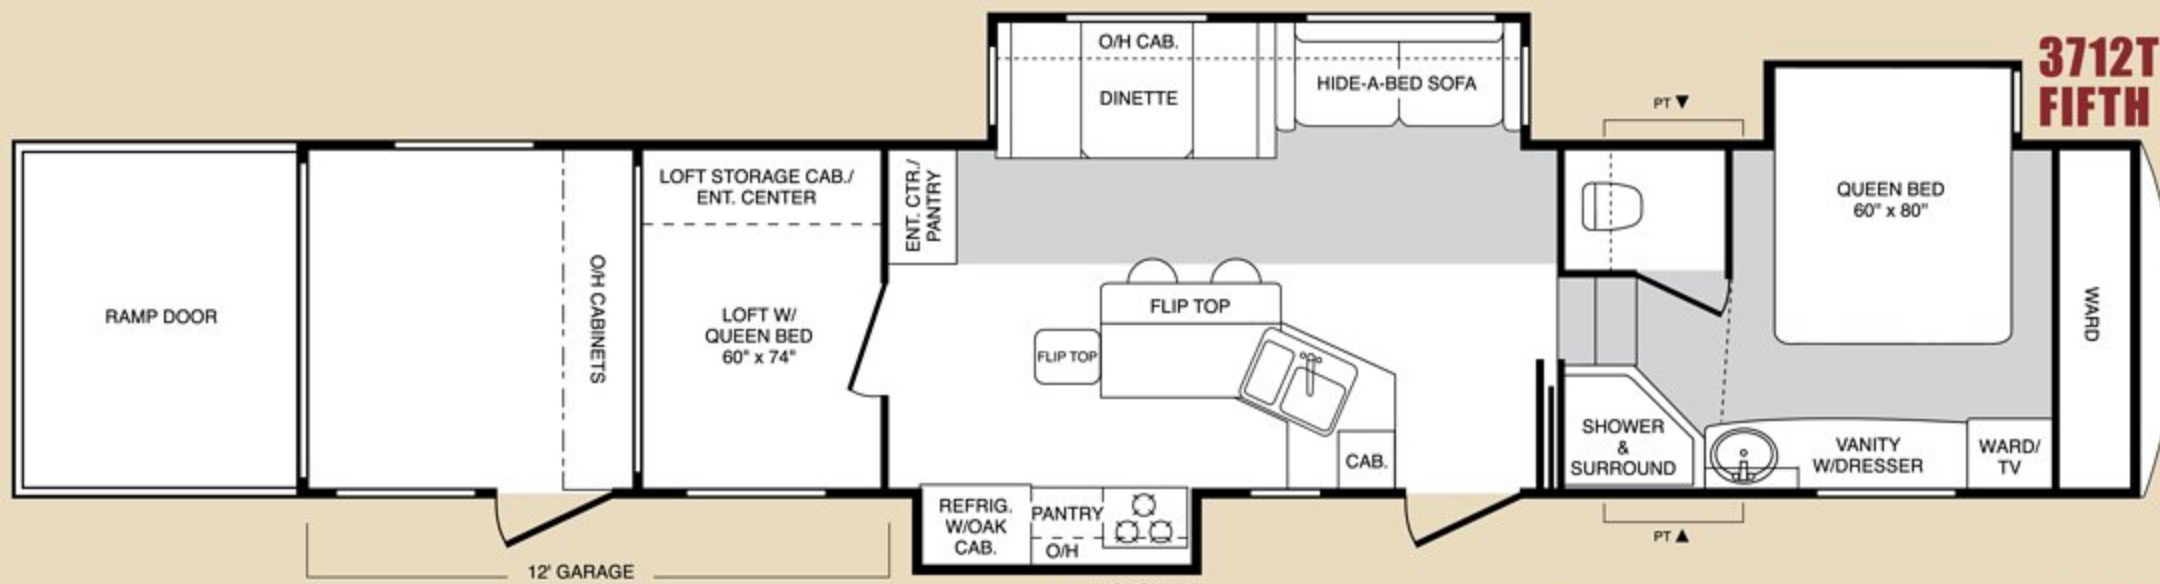 3712T
FIFTH
O/H CAB.
DINETTE
HIDE-A-BED SOFA
PT ▼
RAMP DOOR
O/H CABINETS
LOFT STORAGE CAB./
ENT. CENTER
LOFT W/
QUEEN BED
60" x 74"
ENT. CTR./
PANTRY
FLIP TOP
FLIP TOP
CAB.
QUEEN BED
60" x 80"
WARD
SHOWER
&
SURROUND
VANITY
W/DRESSER
WARD/
TV
REFRIG.
W/OAK
CAB.
PANTRY
O/H
PT ▲
12' GARAGE